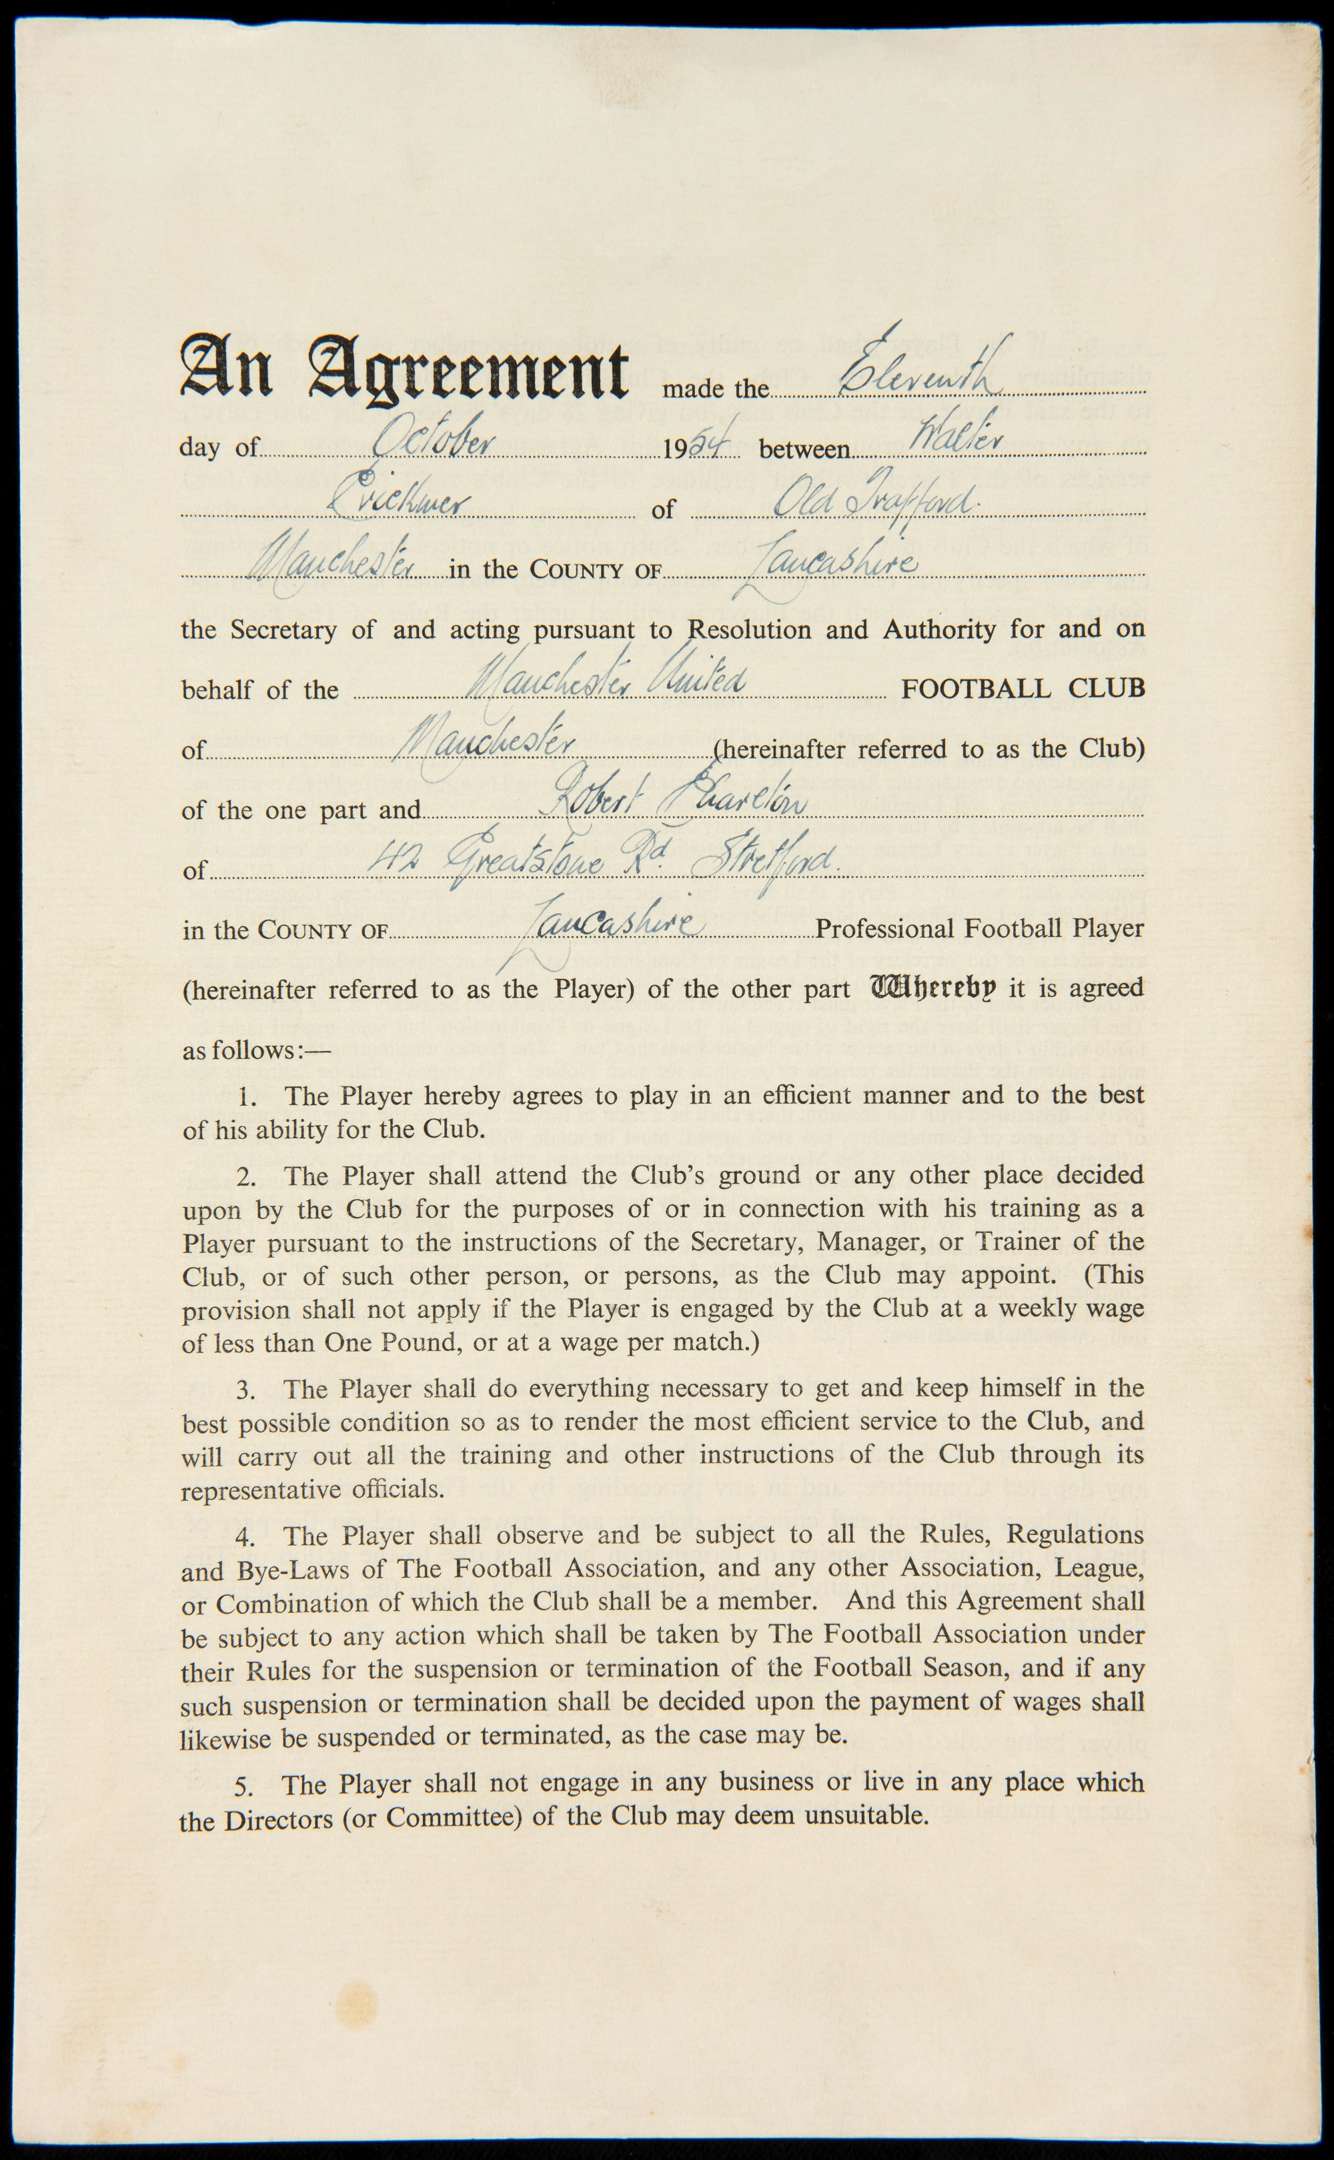 An Agreement made the Eleventh
day of October 1954 between Walter
Crickmer of Old Trafford.
Manchester in the COUNTY OF Lancashire
the Secretary of and acting pursuant to Resolution and Authority for and on
behalf of the Manchester United FOOTBALL CLUB
of Manchester (hereinafter referred to as the Club)
of the one part and Robert Charlton
of 42 Greatstone Rd. Stretford.
in the COUNTY OF Lancashire Professional Football Player
(hereinafter referred to as the Player) of the other part Whereby it is agreed
as follows:—
1. The Player hereby agrees to play in an efficient manner and to the best
of his ability for the Club.
2. The Player shall attend the Club's ground or any other place decided
upon by the Club for the purposes of or in connection with his training as a
Player pursuant to the instructions of the Secretary, Manager, or Trainer of the
Club, or of such other person, or persons, as the Club may appoint. (This
provision shall not apply if the Player is engaged by the Club at a weekly wage
of less than One Pound, or at a wage per match.)
3. The Player shall do everything necessary to get and keep himself in the
best possible condition so as to render the most efficient service to the Club, and
will carry out all the training and other instructions of the Club through its
representative officials.
4. The Player shall observe and be subject to all the Rules, Regulations
and Bye-Laws of The Football Association, and any other Association, League,
or Combination of which the Club shall be a member. And this Agreement shall
be subject to any action which shall be taken by The Football Association under
their Rules for the suspension or termination of the Football Season, and if any
such suspension or termination shall be decided upon the payment of wages shall
likewise be suspended or terminated, as the case may be.
5. The Player shall not engage in any business or live in any place which
the Directors (or Committee) of the Club may deem unsuitable.